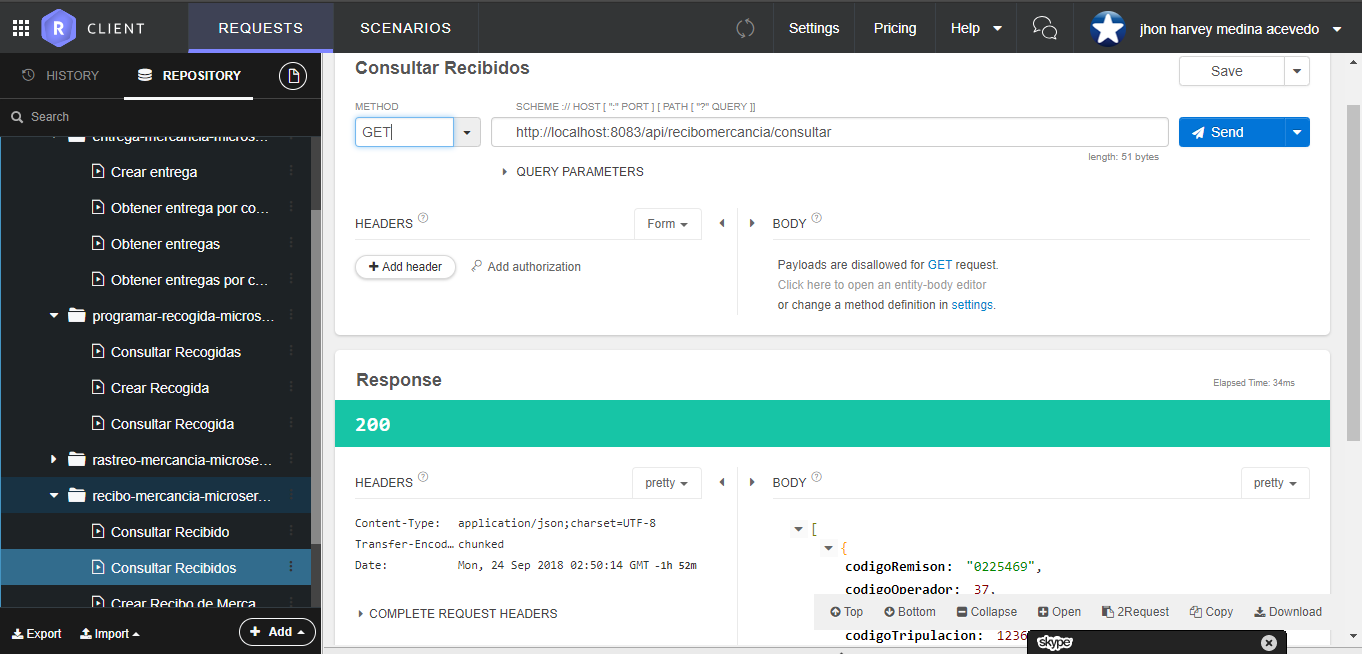 R CLIENT REQUESTS SCENARIOS Settings Pricing Help jhon harvey medina acevedo
HISTORY REPOSITORY
Search
entrega-mercancia-micros...
Crear entrega
Obtener entrega por co...
Obtener entregas
Obtener entregas por c...
programar-recogida-micros...
Consultar Recogidas
Crear Recogida
Consultar Recogida
rastreo-mercancia-microse...
recibo-mercancia-microser...
Consultar Recibido
Consultar Recibidos
Crear Recibo de Merca
Export Import Add
Consultar Recibidos Save
METHOD SCHEME :// HOST [ ":" PORT ] [ PATH [ "?" QUERY ]]
GET http://localhost:8083/api/recibomercancia/consultar Send
length: 51 bytes
QUERY PARAMETERS
HEADERS ? Form BODY ?
+ Add header Add authorization
Payloads are disallowed for GET request.
Click here to open an entity-body editor
or change a method definition in settings.
Response Elapsed Time: 34ms
200
HEADERS ? pretty BODY ? pretty
Content-Type: application/json;charset=UTF-8
Transfer-Encod... chunked
Date: Mon, 24 Sep 2018 02:50:14 GMT -1h 52m
COMPLETE REQUEST HEADERS
[
{
codigoRemison: "0225469",
codigoOperador: 37,
Top Bottom Collapse Open 2Request Copy Download
codigoTripulacion: 1236
skype